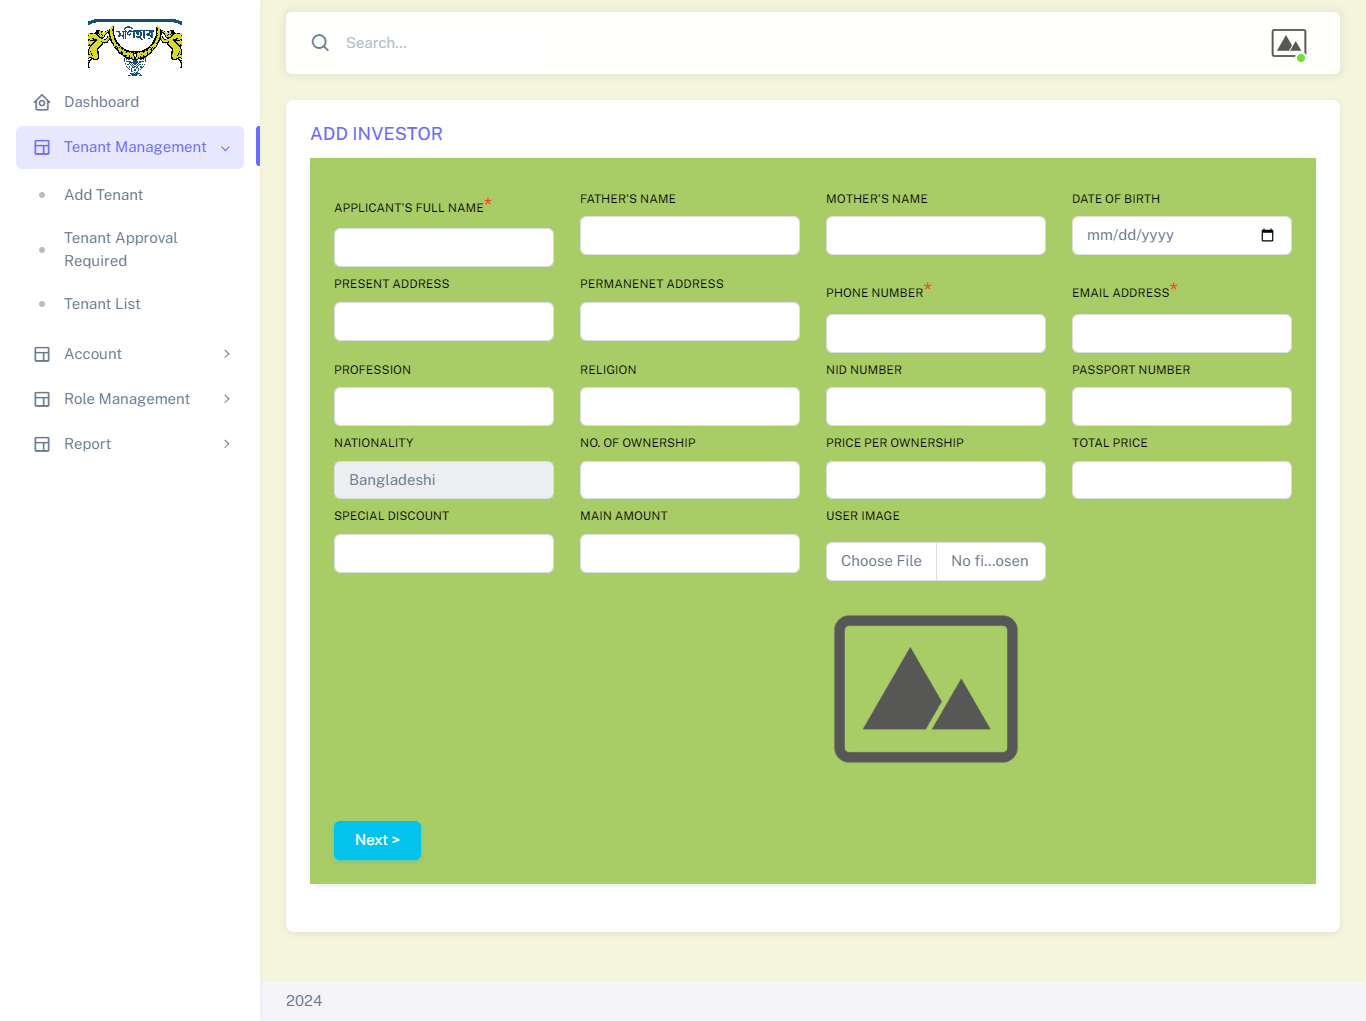 মণিহার
Search...
Dashboard
Tenant Management
Add Tenant
Tenant Approval
Required
Tenant List
Account
Role Management
Report
ADD INVESTOR
APPLICANT'S FULL NAME*
FATHER'S NAME
MOTHER'S NAME
DATE OF BIRTH
mm/dd/yyyy
PRESENT ADDRESS
PERMANENET ADDRESS
PHONE NUMBER*
EMAIL ADDRESS*
PROFESSION
RELIGION
NID NUMBER
PASSPORT NUMBER
NATIONALITY
NO. OF OWNERSHIP
PRICE PER OWNERSHIP
TOTAL PRICE
Bangladeshi
SPECIAL DISCOUNT
MAIN AMOUNT
USER IMAGE
Choose File No fi...osen
Next >
2024